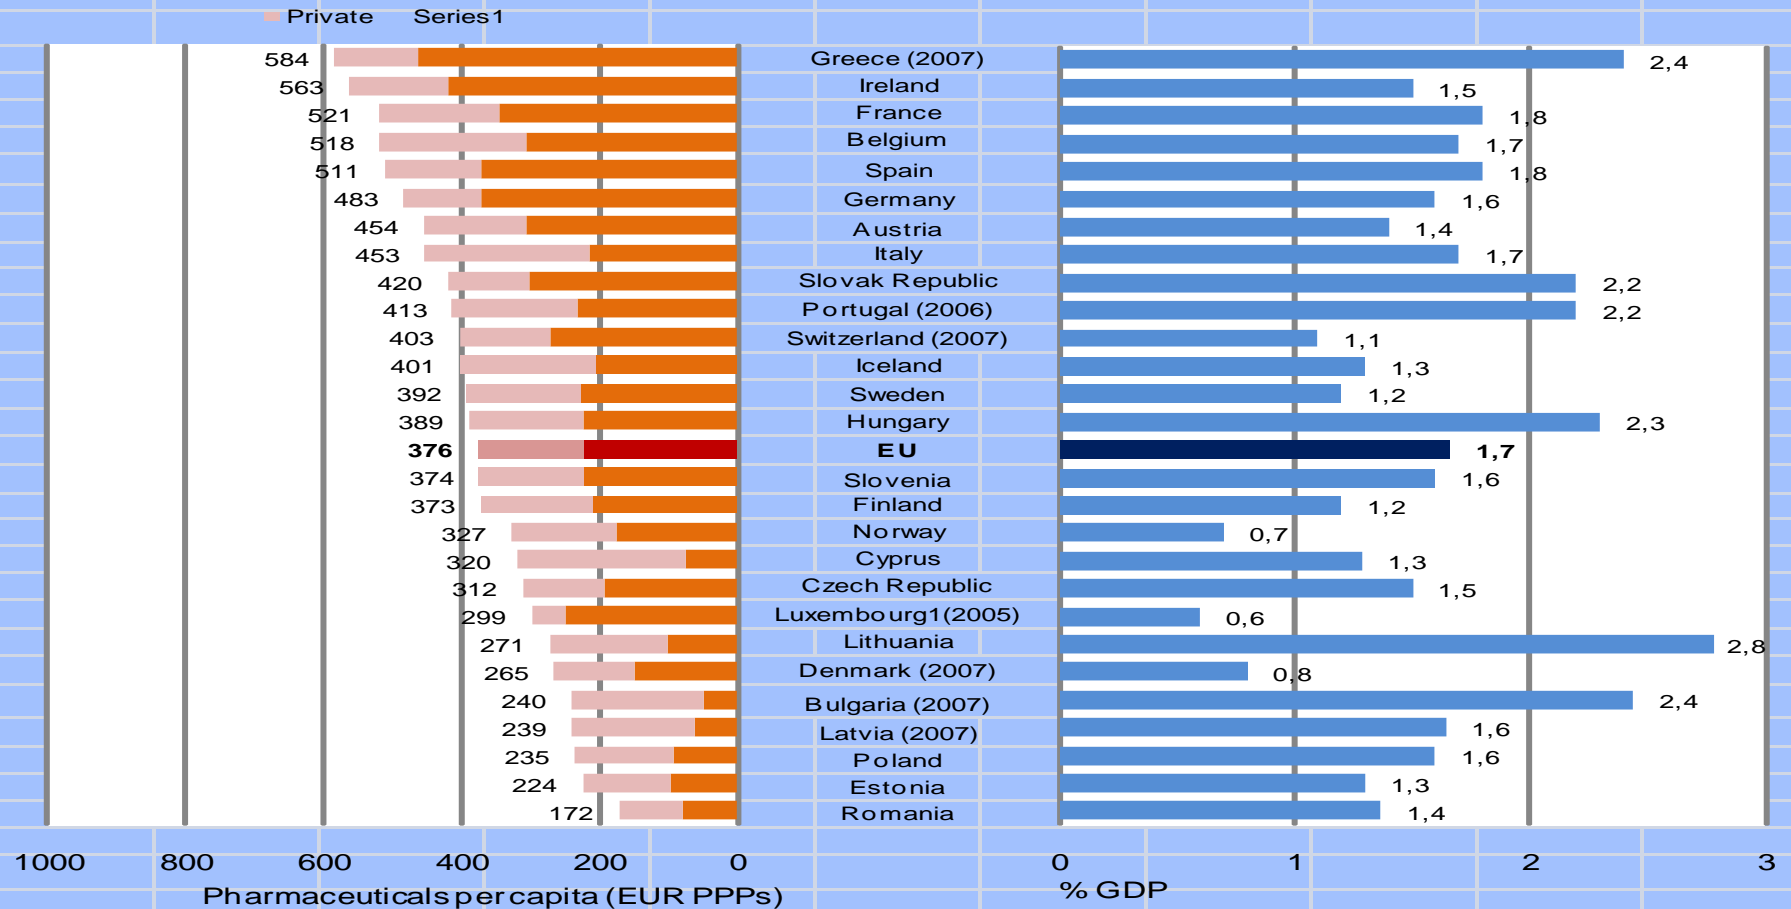 Private Series1
584 Greece (2007) 2,4
563 Ireland 1,5
521 France 1,8
518 Belgium 1,7
511 Spain 1,8
483 Germany 1,6
454 Austria 1,4
453 Italy 1,7
420 Slovak Republic 2,2
413 Portugal (2006) 2,2
403 Switzerland (2007) 1,1
401 Iceland 1,3
392 Sweden 1,2
389 Hungary 2,3
376 EU 1,7
374 Slovenia 1,6
373 Finland 1,2
327 Norway 0,7
320 Cyprus 1,3
312 Czech Republic 1,5
299 Luxembourg1(2005) 0,6
271 Lithuania 2,8
265 Denmark (2007) 0,8
240 Bulgaria (2007) 2,4
239 Latvia (2007) 1,6
235 Poland 1,6
224 Estonia 1,3
172 Romania 1,4
1000 800 600 400 200 0 0 1 2 3
Pharmaceuticals per capita (EUR PPPs) % GDP